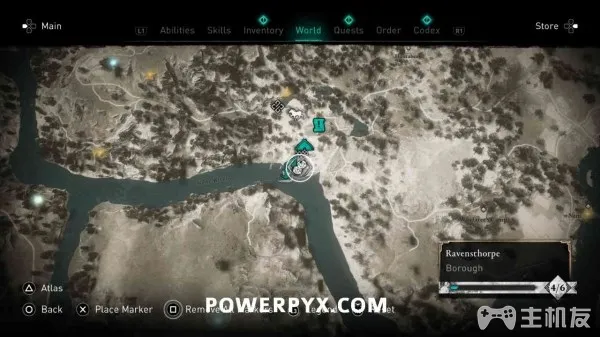 Main
L1 Abilities Skills Inventory World Quests Order Codex R1
Store
Ravensthorpe
Borough
4/6
Atlas
Back
Place Marker
POWERPYX.COM
主机友